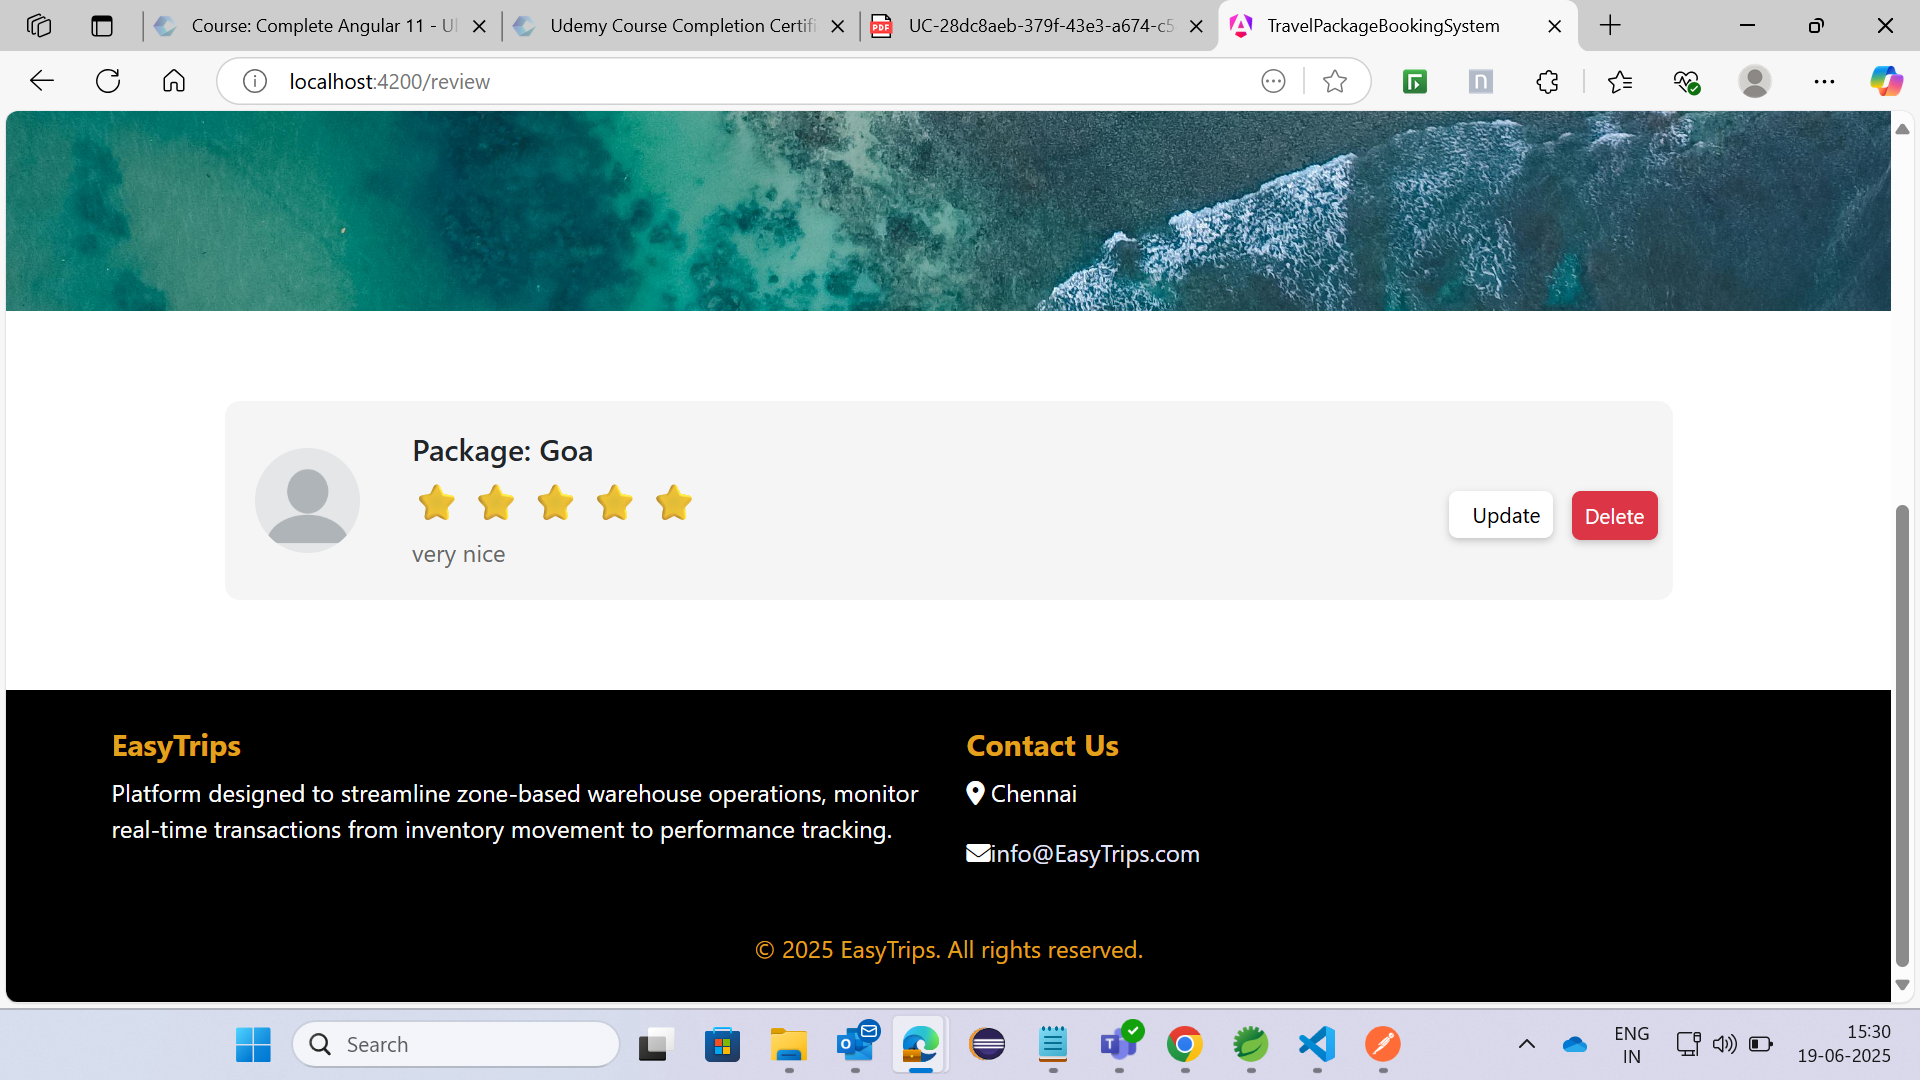 Course: Complete Angular 11 - Ul
Udemy Course Completion Certifi
PDF
UC-28dc8aeb-379f-43e3-a674-c5
TravelPackageBookingSystem
localhost:4200/review
n
Package: Goa
very nice
Update
Delete
EasyTrips
Platform designed to streamline zone-based warehouse operations, monitor
real-time transactions from inventory movement to performance tracking.
Contact Us
Chennai
info@EasyTrips.com
© 2025 EasyTrips. All rights reserved.
Search
ENG
IN
15:30
19-06-2025